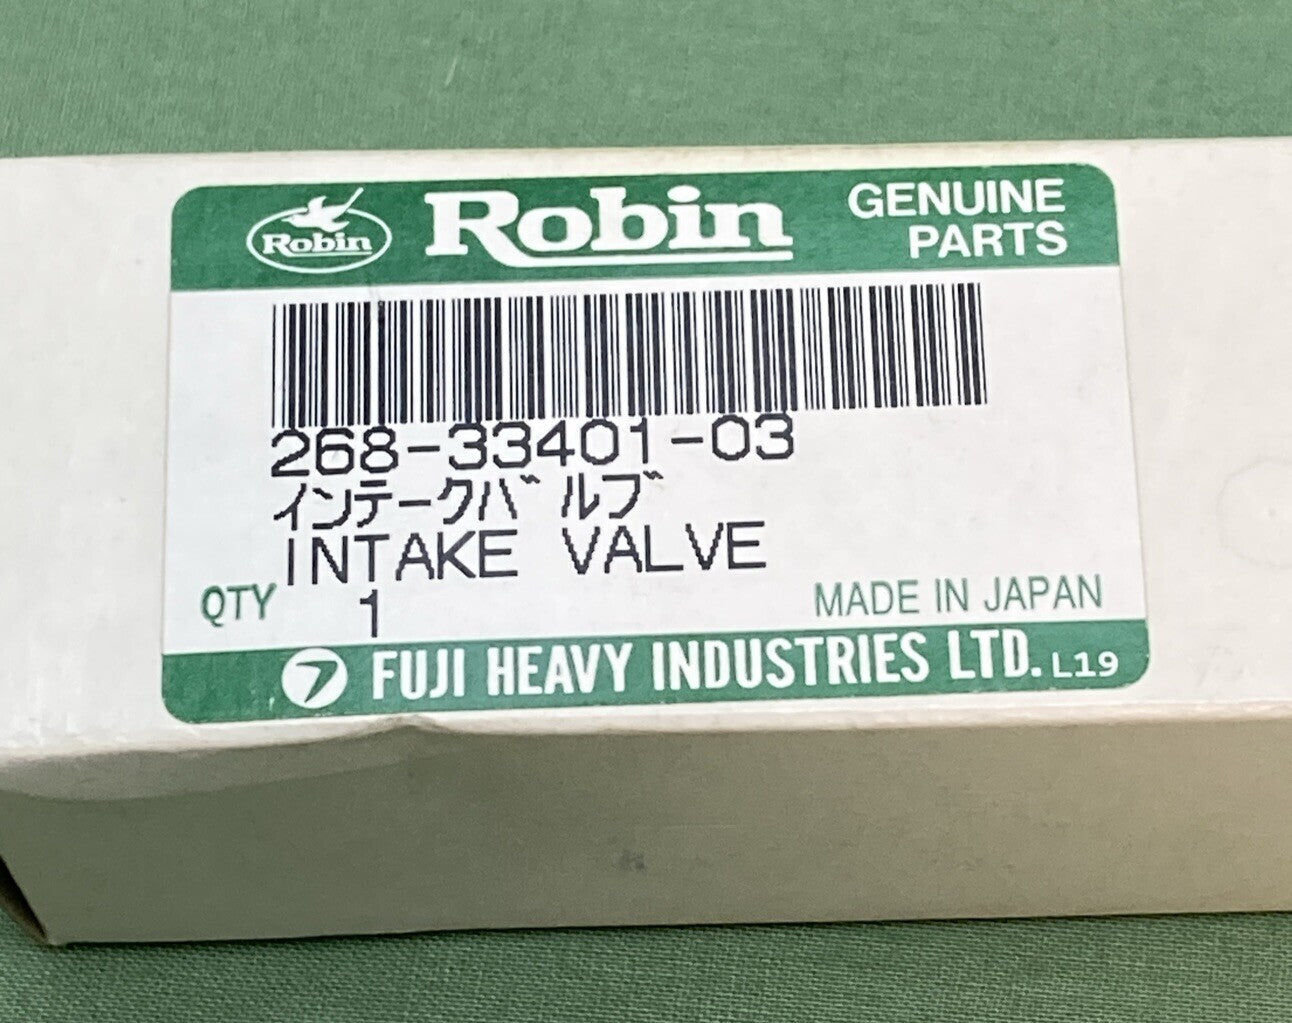 Robin
Robin
GENUINE
PARTS
268-33401-03
インテークバルブ
INTAKE VALVE
QTY 1
MADE IN JAPAN
FUJI HEAVY INDUSTRIES LTD. L19